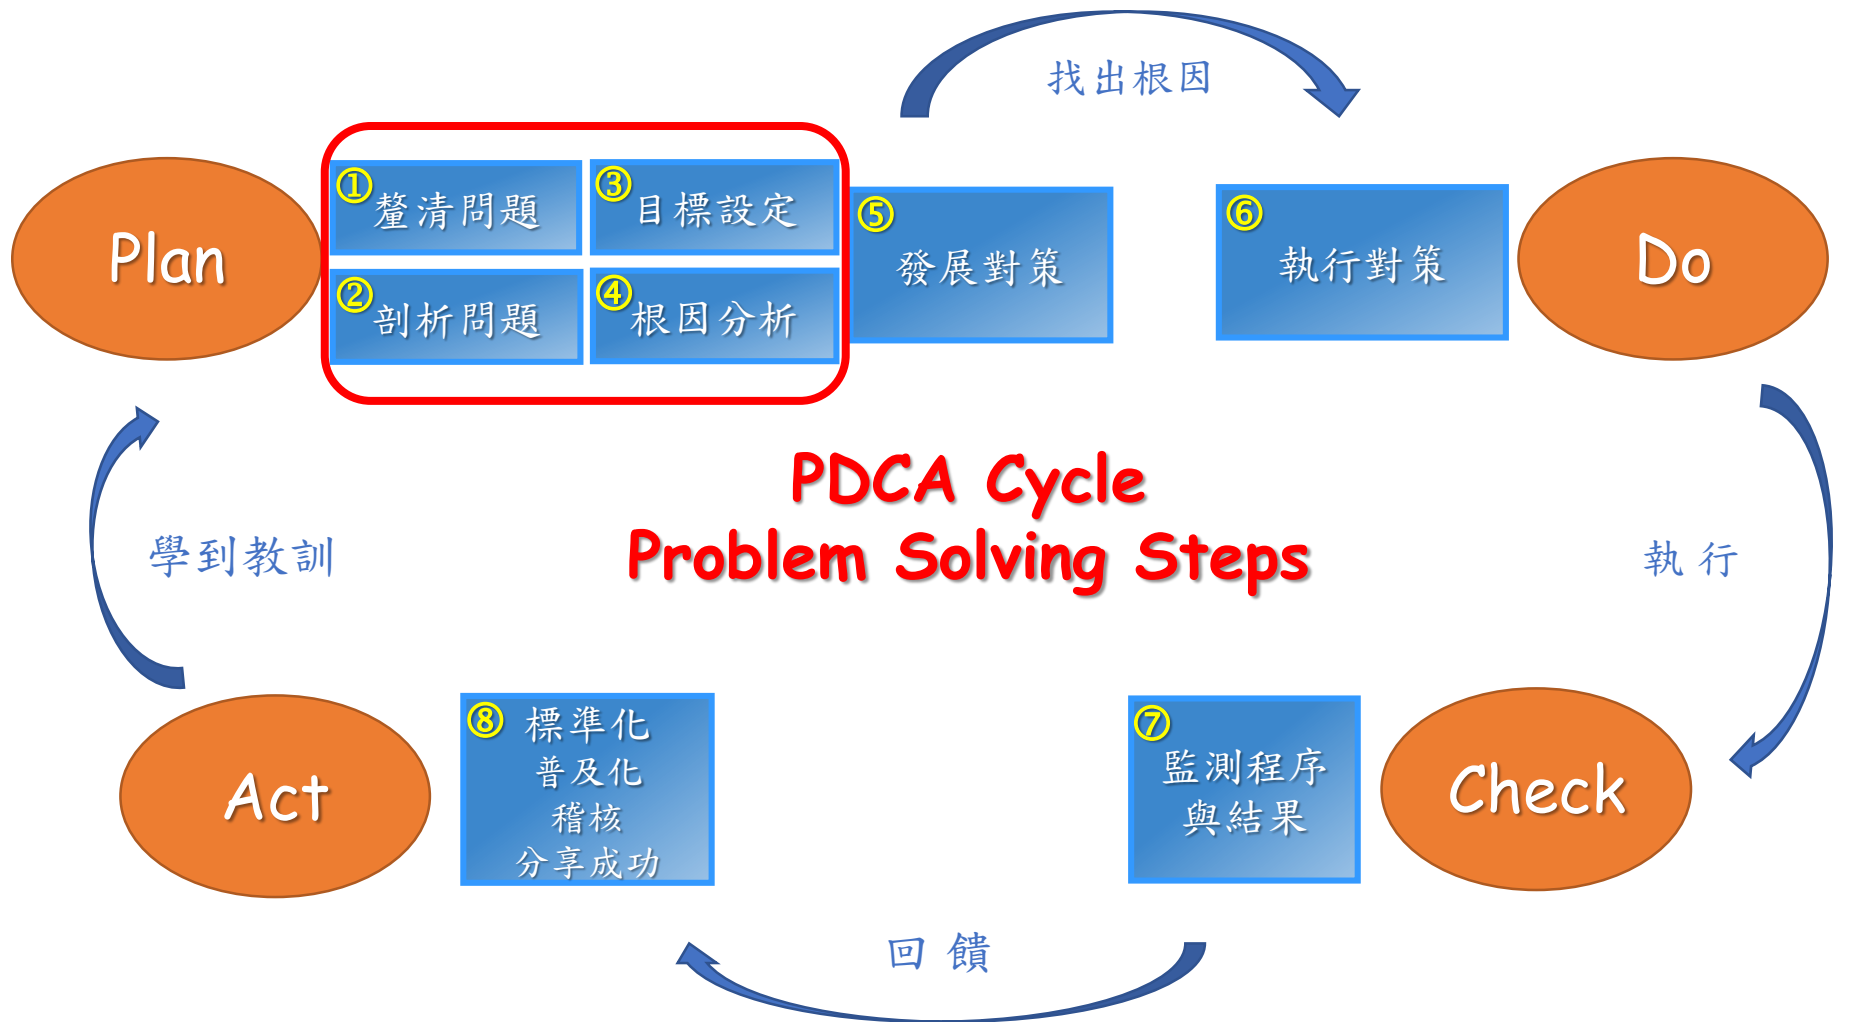 找出根因
Plan
①
釐清問題
②
剖析問題
③
目標設定
④
根因分析
⑤
發展對策
⑥
執行對策
Do
PDCA Cycle
Problem Solving Steps
學到教訓
執行
Act
⑧
標準化
普及化
稽核
分享成功
⑦
監測程序
與結果
Check
回饋